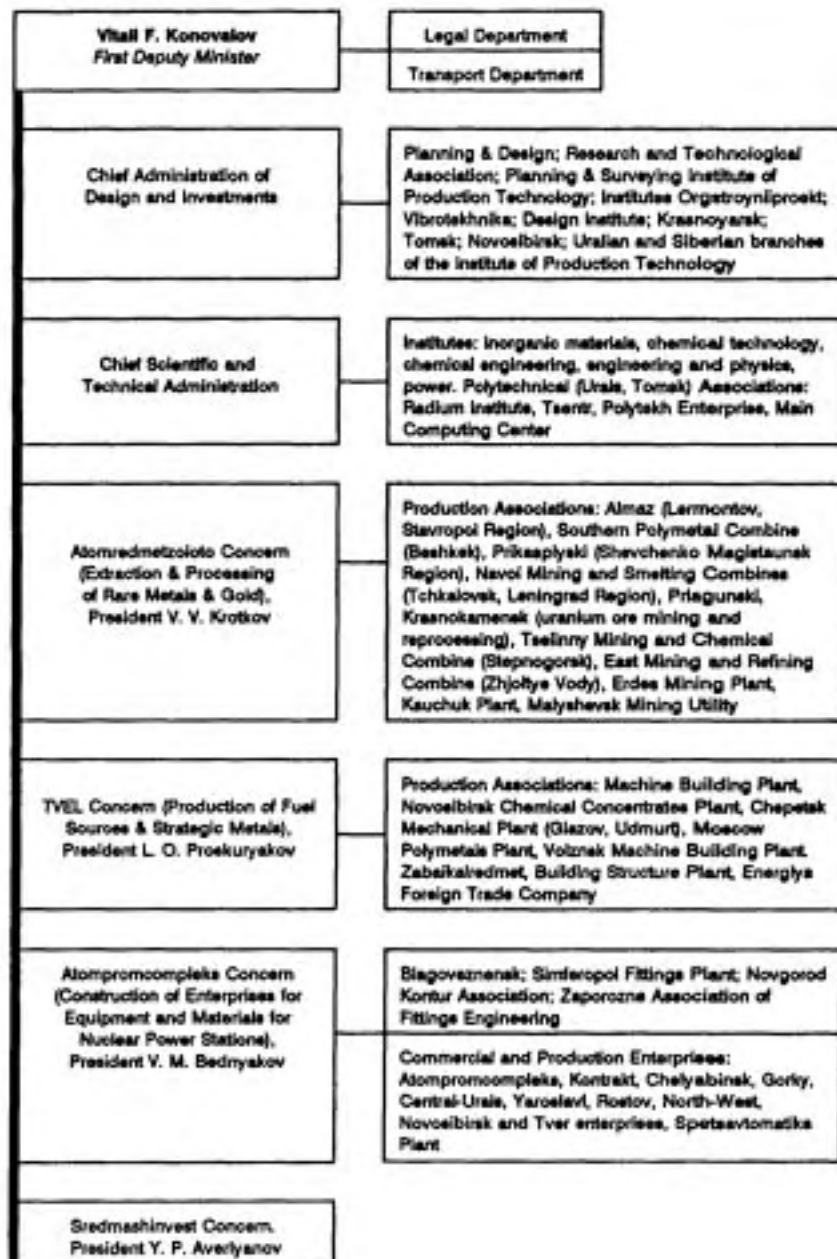 Vitali F. Konovalov
First Deputy Minister
Legal Department
Transport Department
Chief Administration of
Design and Investments
Planning & Design; Research and Technological
Association; Planning & Surveying Institute of
Production Technology; Institutes Orgstroyniiproekt;
Vibrotekhnika; Design Institute; Krasnoyarsk;
Tomsk; Novosibirsk; Uralian and Siberian branches
of the Institute of Production Technology
Chief Scientific and
Technical Administration
Institutes: Inorganic materials, chemical technology,
chemical engineering, engineering and physics,
power. Polytechnical (Urals, Tomsk) Associations:
Radium Institute, Tsentr, Polytekh Enterprise, Main
Computing Center
Atomredmetzoloto Concern
(Extraction & Processing
of Rare Metals & Gold),
President V. V. Krotkov
Production Associations: Almaz (Lermontov,
Stavropol Region), Southern Polymetal Combine
(Beshkek), Prikaspiyski (Shevchenko Magistaunsk
Region), Navoi Mining and Smelting Combines
(Tchkalovsk, Leningrad Region), Priagunski,
Krasnokamensk (uranium ore mining and
reprocessing), Tselinny Mining and Chemical
Combine (Stepnogorsk), East Mining and Refining
Combine (Zhjoltye Vody), Erdes Mining Plant,
Kauchuk Plant, Malyshevsk Mining Utility
TVEL Concern (Production of Fuel
Sources & Strategic Metals),
President L. O. Proskuryakov
Production Associations: Machine Building Plant,
Novosibirsk Chemical Concentrates Plant, Chepetsk
Mechanical Plant (Glazov, Udmurt), Moscow
Polymetals Plant, Volznsk Machine Building Plant.
Zabaikalredmet, Building Structure Plant, Energiya
Foreign Trade Company
Atompromcompleks Concern
(Construction of Enterprises for
Equipment and Materials for
Nuclear Power Stations),
President V. M. Bednyakov
Blagoveznensk; Simferopol Fittings Plant; Novgorod
Kontur Association; Zaporozne Association of
Fittings Engineering
Commercial and Production Enterprises:
Atompromcompleks, Kontrakt, Chelyabinsk, Gorky,
Central-Urals, Yaroslavl, Rostov, North-West,
Novosibirsk and Tver enterprises, Spetsavtomatika
Plant
Sredmashinvest Concern.
President Y. P. Averiyanov